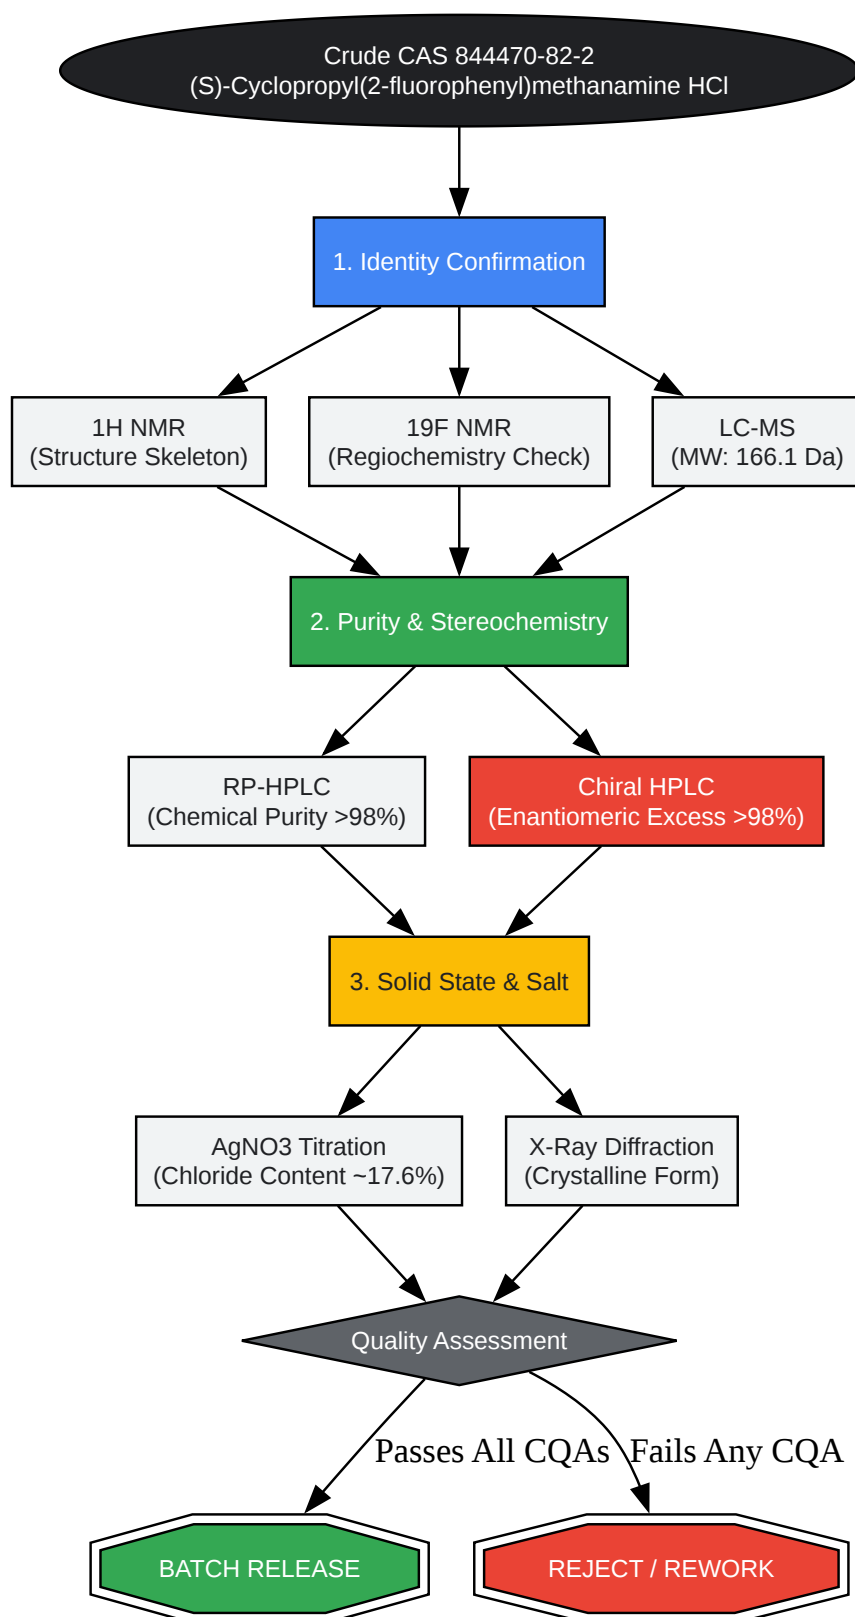 Crude CAS 844470-82-2
(S)-Cyclopropyl(2-fluorophenyl)methanamine HCl
1. Identity Confirmation
1H NMR
(Structure Skeleton)
19F NMR
(Regiochemistry Check)
LC-MS
(MW: 166.1 Da)
2. Purity & Stereochemistry
RP-HPLC
(Chemical Purity >98%)
Chiral HPLC
(Enantiomeric Excess >98%)
3. Solid State & Salt
AgNO3 Titration
(Chloride Content ~17.6%)
X-Ray Diffraction
(Crystalline Form)
Quality Assessment
Passes All CQAs
Fails Any CQA
BATCH RELEASE
REJECT / REWORK